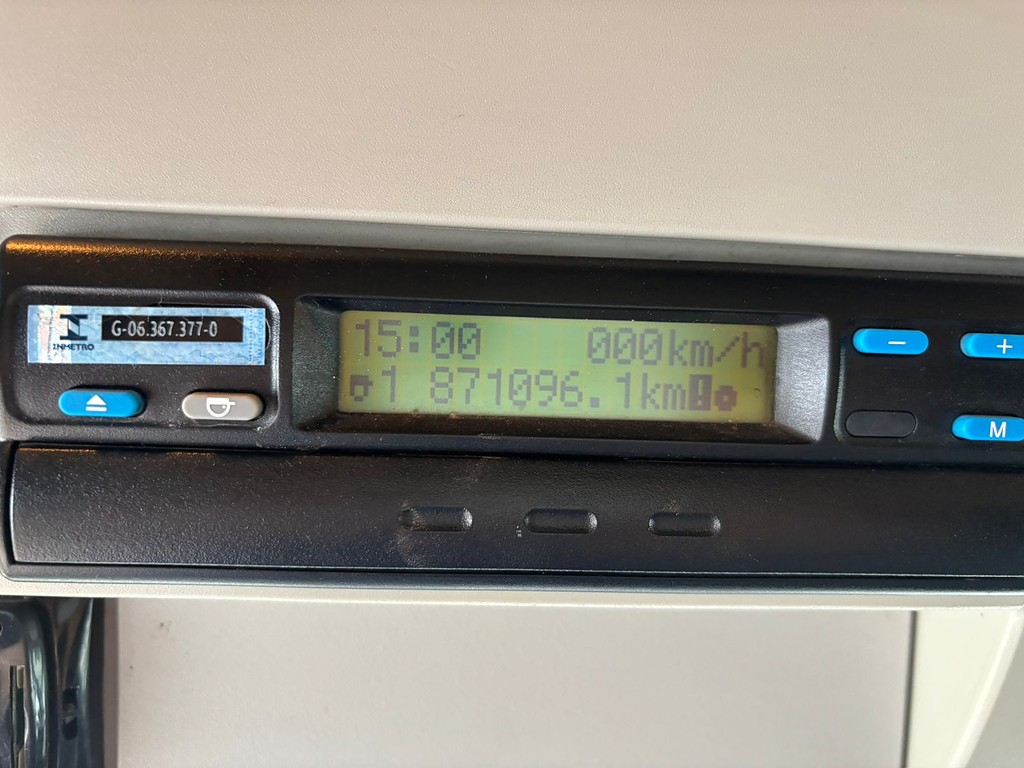 INMETRO
G-06.367.377-0
15:00 000km/h
1 871096.1km
− +
M